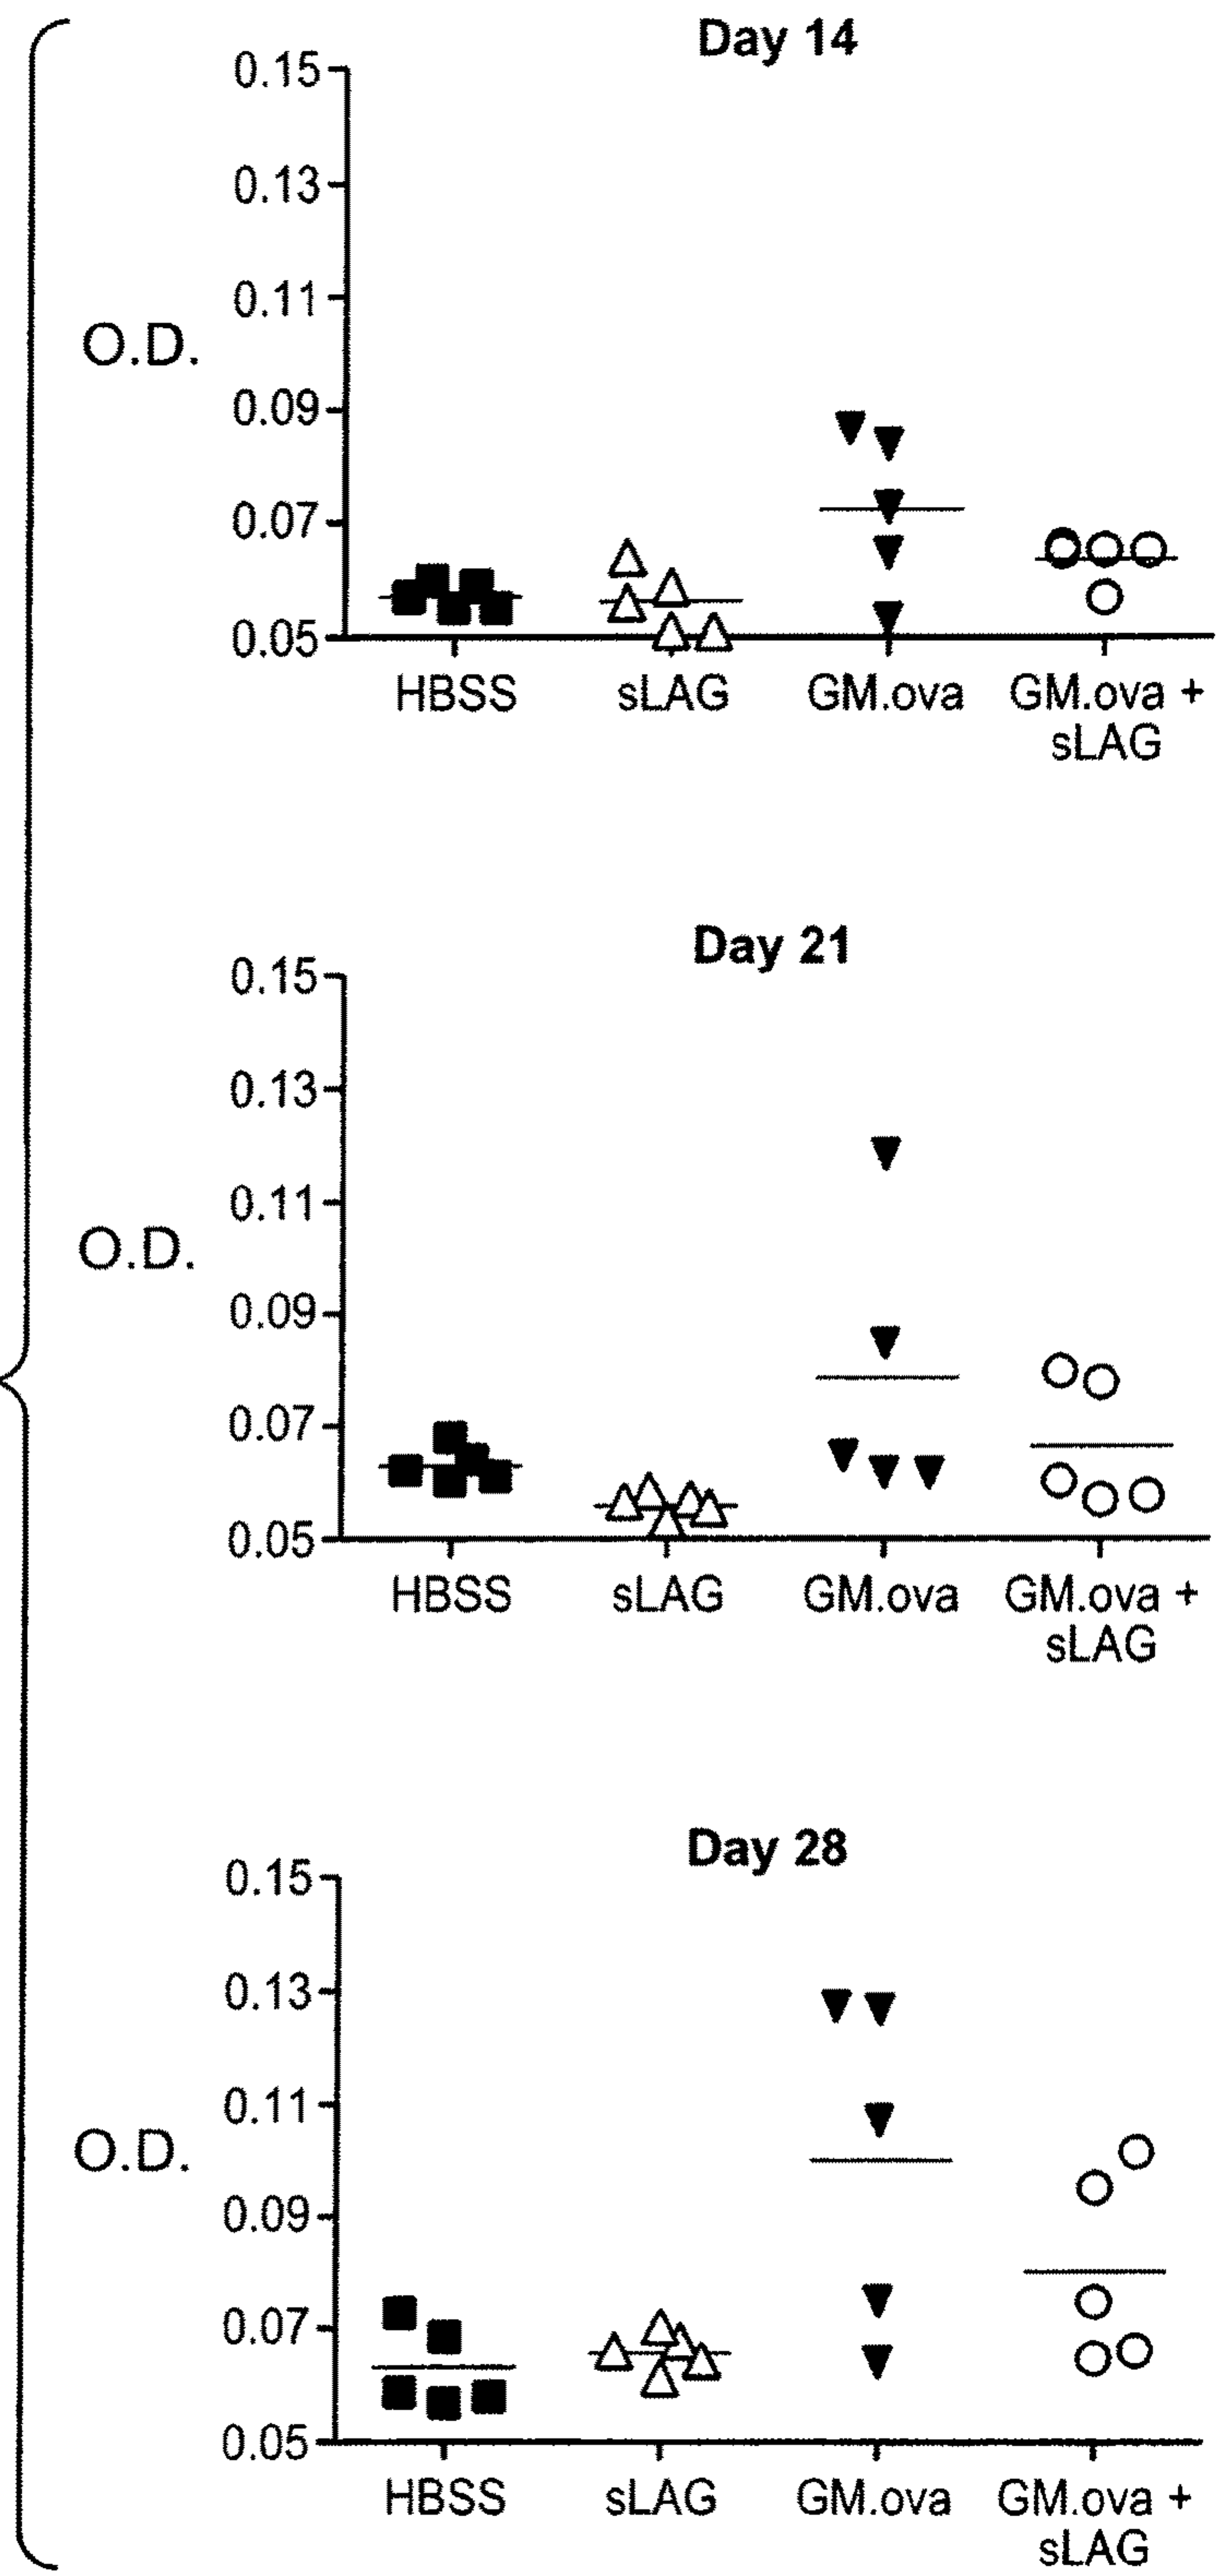 Day 14
0.15
0.13
0.11
O.D.
0.09
0.07
0.05
HBSS sLAG GM.ova GM.ova +
sLAG
Day 21
0.15
0.13
0.11
O.D.
0.09
0.07
0.05
HBSS sLAG GM.ova GM.ova +
sLAG
Day 28
0.15
0.13
0.11
O.D.
0.09
0.07
0.05
HBSS sLAG GM.ova GM.ova +
sLAG